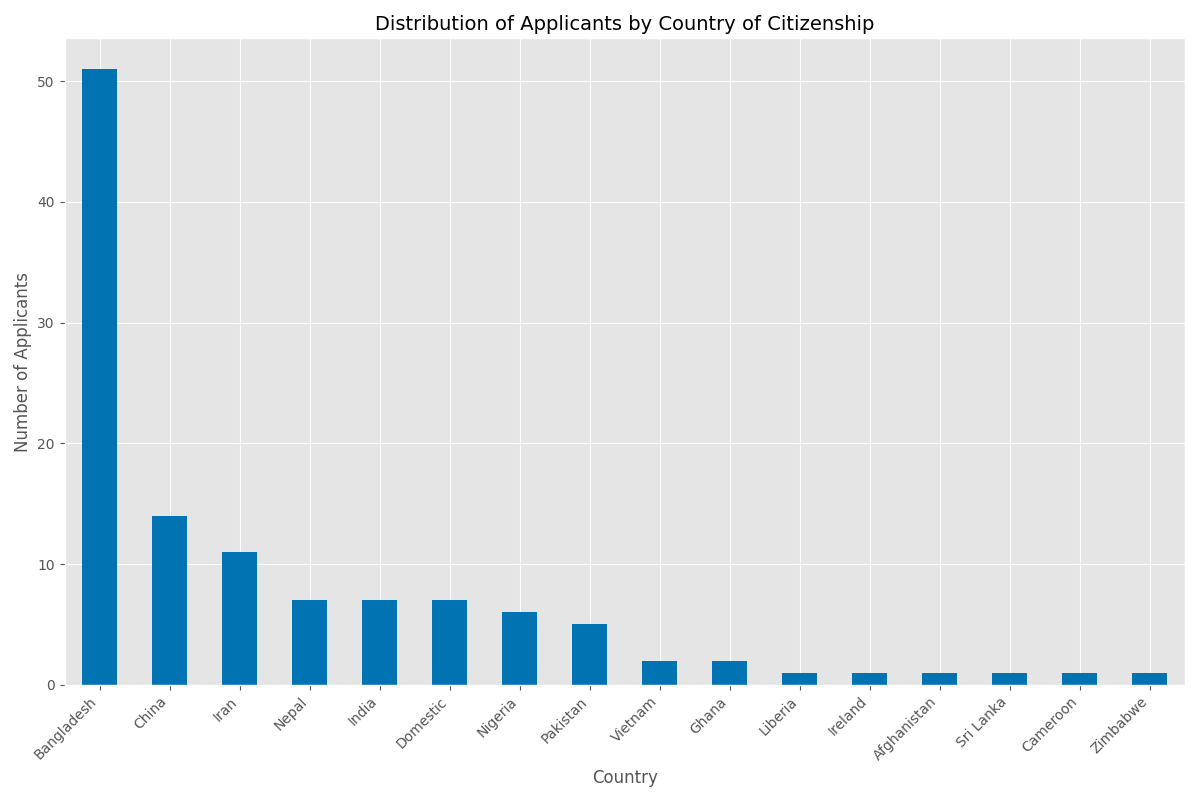 Distribution of Applicants by Country of Citizenship
Number of Applicants
50
40
30
20
10
0
Bangladesh
China
Iran
Nepal
India
Domestic
Nigeria
Pakistan
Vietnam
Ghana
Liberia
Ireland
Afghanistan
Sri Lanka
Cameroon
Zimbabwe
Country